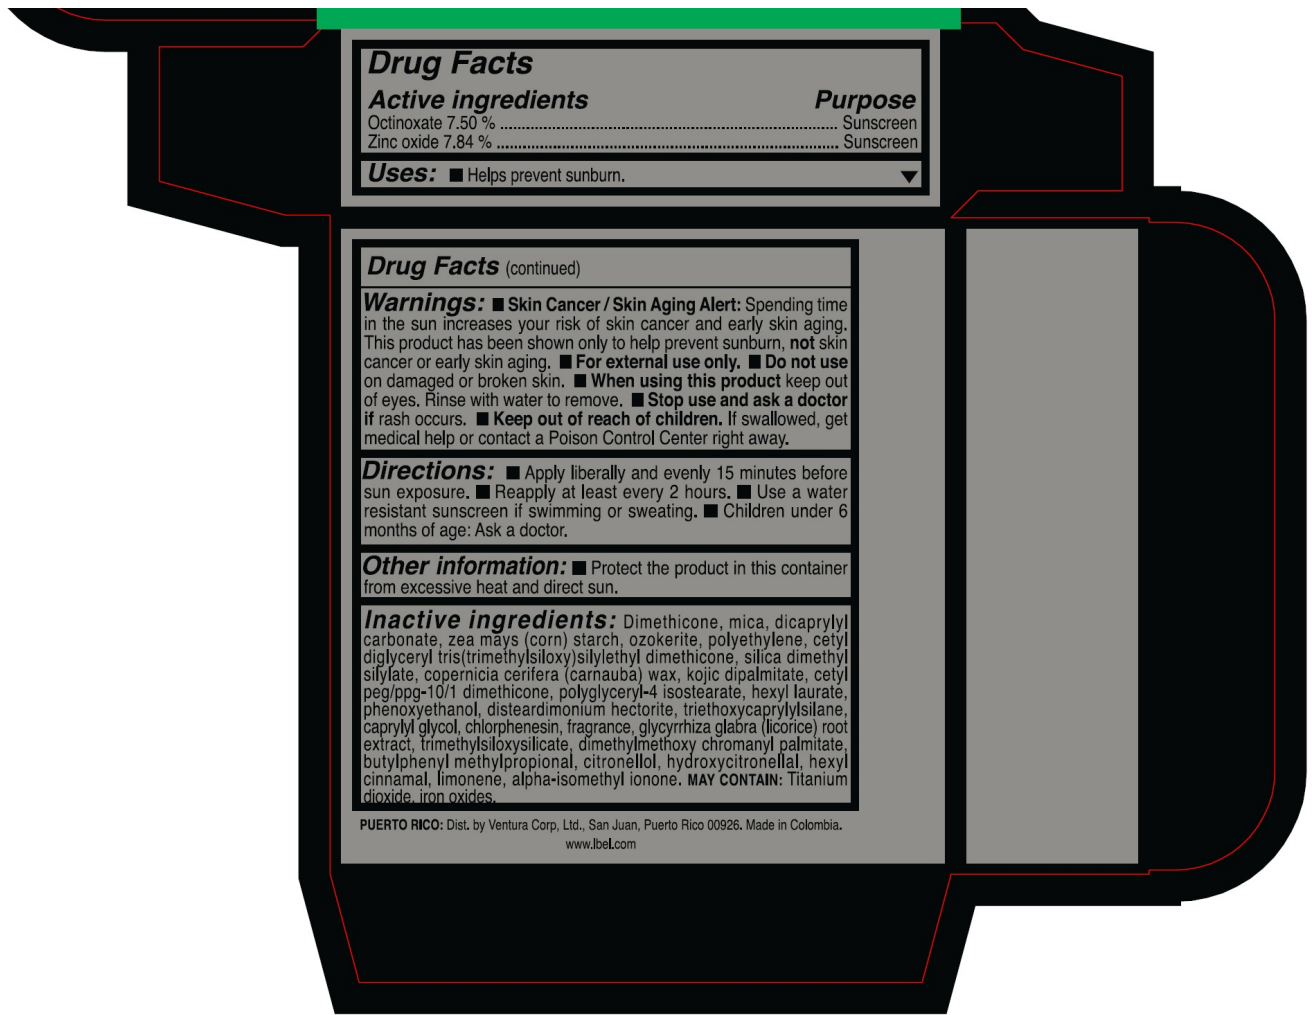 Drug Facts
Active ingredients Purpose
Octinoxate 7.50 % ........................................................................ Sunscreen
Zinc oxide 7.84 % ......................................................................... Sunscreen
Uses: ■ Helps prevent sunburn. ▼
Drug Facts (continued)
Warnings: ■ Skin Cancer / Skin Aging Alert: Spending time
in the sun increases your risk of skin cancer and early skin aging.
This product has been shown only to help prevent sunburn, not skin
cancer or early skin aging. ■ For external use only. ■ Do not use
on damaged or broken skin. ■ When using this product keep out
of eyes. Rinse with water to remove. ■ Stop use and ask a doctor
if rash occurs. ■ Keep out of reach of children. If swallowed, get
medical help or contact a Poison Control Center right away.
Directions: ■ Apply liberally and evenly 15 minutes before
sun exposure. ■ Reapply at least every 2 hours. ■ Use a water
resistant sunscreen if swimming or sweating. ■ Children under 6
months of age: Ask a doctor.
Other information: ■ Protect the product in this container
from excessive heat and direct sun.
Inactive ingredients: Dimethicone, mica, dicaprylyl
carbonate, zea mays (corn) starch, ozokerite, polyethylene, cetyl
diglyceryl tris(trimethylsiloxy)silylethyl dimethicone, silica dimethyl
silylate, copernicia cerifera (carnauba) wax, kojic dipalmitate, cetyl
peg/ppg-10/1 dimethicone, polyglyceryl-4 isostearate, hexyl laurate,
phenoxyethanol, disteardimonium hectorite, triethoxycaprylylsilane,
caprylyl glycol, chlorphenesin, fragrance, glycyrrhiza glabra (licorice) root
extract, trimethylsiloxysilicate, dimethylmethoxy chromanyl palmitate,
butylphenyl methylpropional, citronellol, hydroxycitronellal, hexyl
cinnamal, limonene, alpha-isomethyl ionone. MAY CONTAIN: Titanium
dioxide, iron oxides.
PUERTO RICO: Dist. by Ventura Corp, Ltd., San Juan, Puerto Rico 00926. Made in Colombia.
www.lbel.com